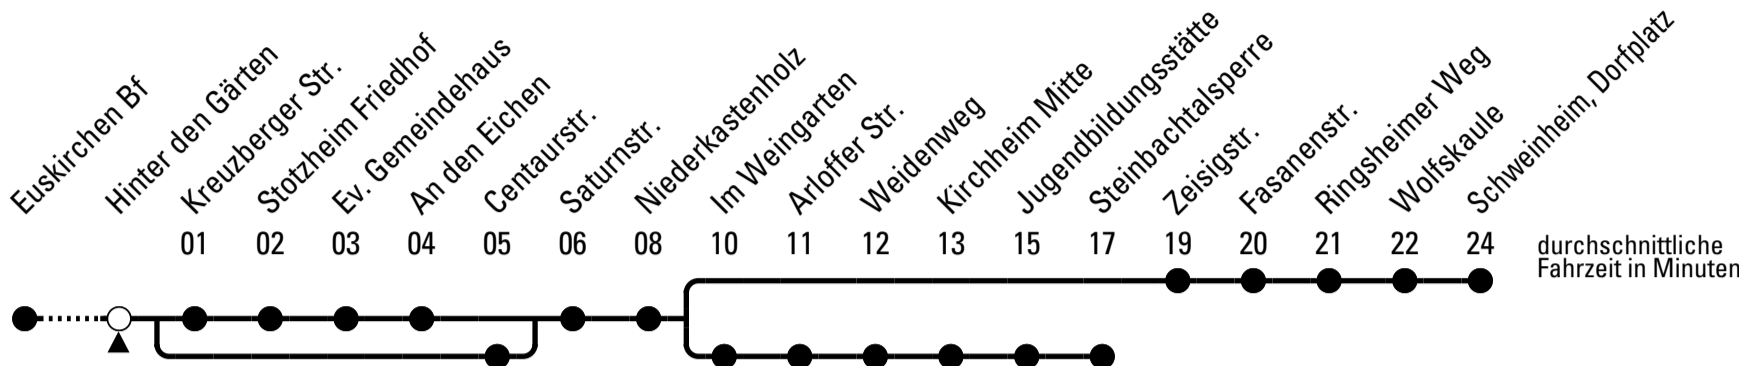 Euskirchen Bf
Hinter den Gärten
Kreuzberger Str.
Stotzheim Friedhof
Ev. Gemeindehaus
An den Eichen
Centaurstr.
Saturnstr.
Niederkastenholz
Im Weingarten
Arloffer Str.
Weidenweg
Kirchheim Mitte
Jugendbildungsstätte
Steinbachtalsperre
Zeisigstr.
Fasanenstr.
Ringsheimer Weg
Wolfskaule
Schweinheim, Dorfplatz
01 02 03 04 05 06 08 10 11 12 13 15 17 19 20 21 22 24
durchschnittliche
Fahrzeit in Minuten